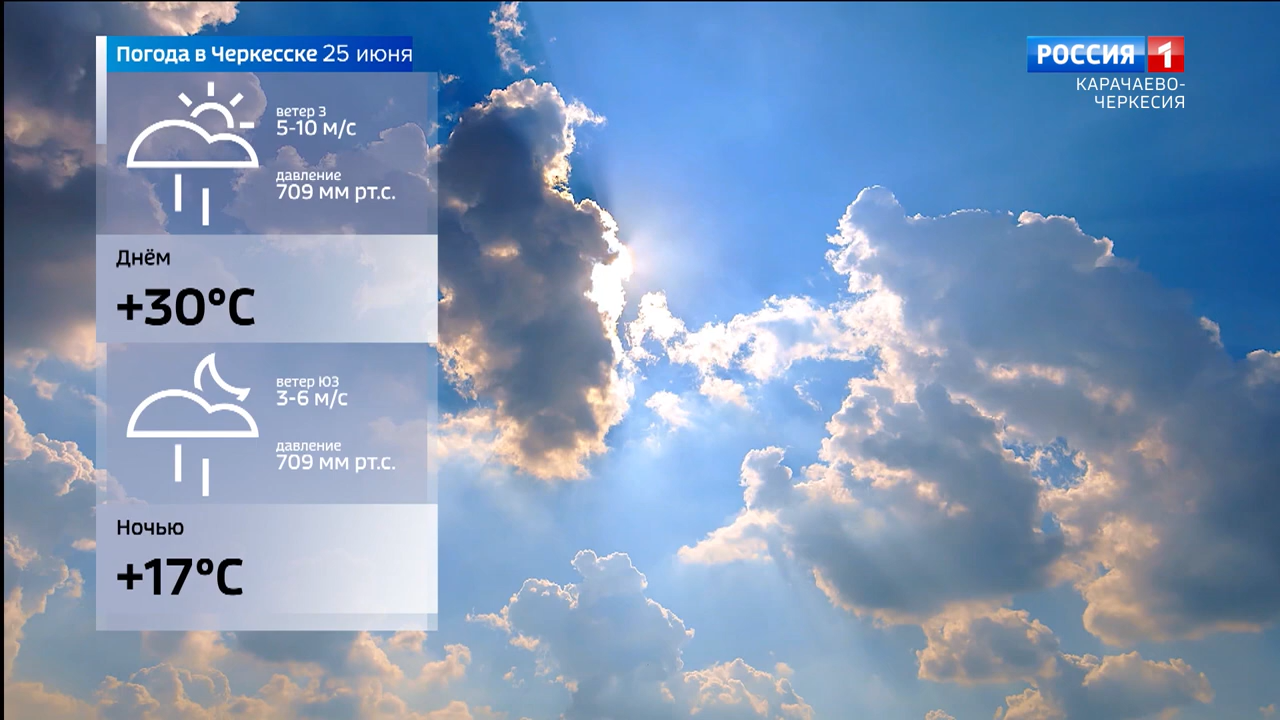 Погода в Черкесске 25 июня
РОССИЯ 1
КАРАЧАЕВО-
ЧЕРКЕСИЯ
ветер З
5-10 м/с
давление
709 мм рт.с.
Днём
+30°C
ветер ЮЗ
3-6 м/с
давление
709 мм рт.с.
Ночью
+17°C